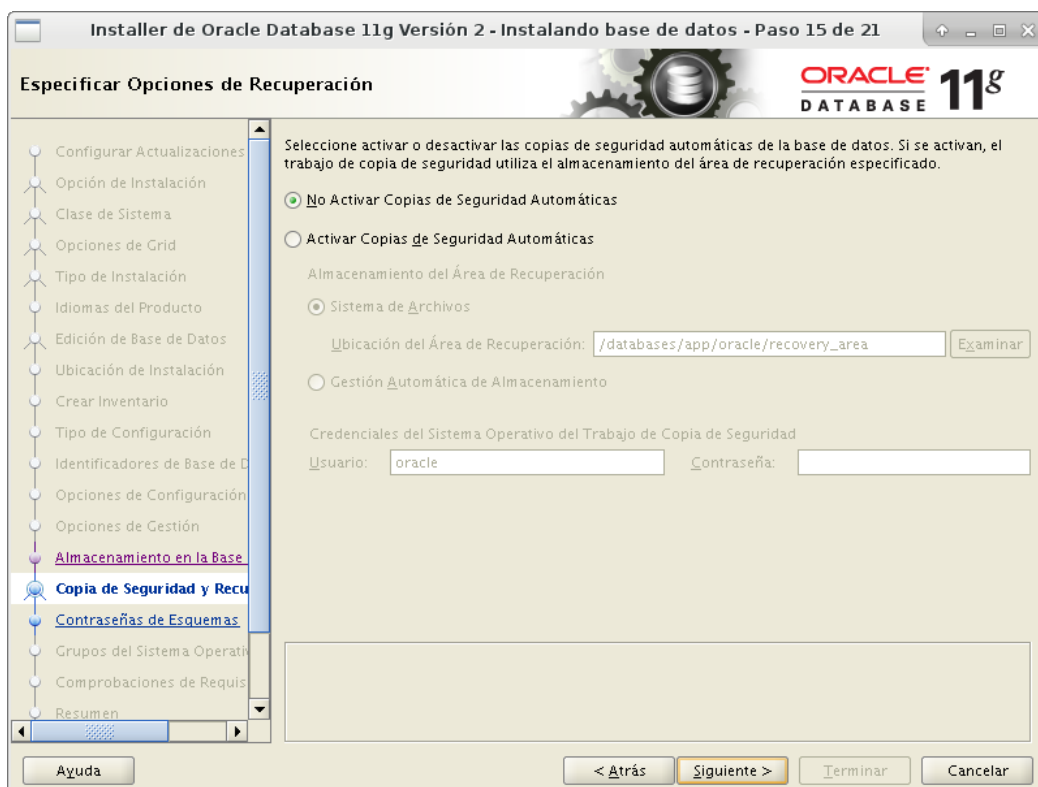 Installer de Oracle Database 11g Versión 2 - Instalando base de datos - Paso 15 de 21
Especificar Opciones de Recuperación
ORACLE
DATABASE
11g
Configurar Actualizaciones
Opción de Instalación
Clase de Sistema
Opciones de Grid
Tipo de Instalación
Idiomas del Producto
Edición de Base de Datos
Ubicación de Instalación
Crear Inventario
Tipo de Configuración
Identificadores de Base de D
Opciones de Configuración
Opciones de Gestión
Almacenamiento en la Base
Copia de Seguridad y Recu
Contraseñas de Esquemas
Grupos del Sistema Operativ
Comprobaciones de Requis
Resumen
Seleccione activar o desactivar las copias de seguridad automáticas de la base de datos. Si se activan, el
trabajo de copia de seguridad utiliza el almacenamiento del área de recuperación especificado.
No Activar Copias de Seguridad Automáticas
Activar Copias de Seguridad Automáticas
Almacenamiento del Área de Recuperación
Sistema de Archivos
Ubicación del Área de Recuperación: /databases/app/oracle/recovery_area Examinar
Gestión Automática de Almacenamiento
Credenciales del Sistema Operativo del Trabajo de Copia de Seguridad
Usuario: oracle Contraseña:
Ayuda < Atrás Siguiente > Terminar Cancelar